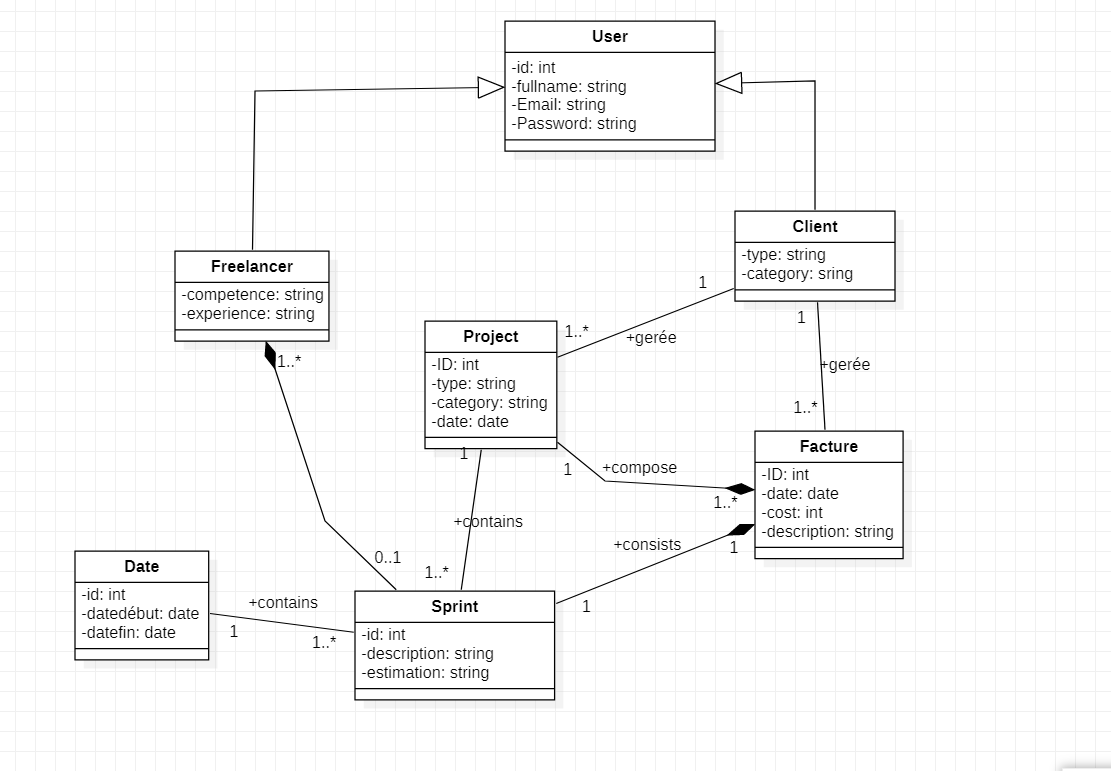 User
-id: int
-fullname: string
-Email: string
-Password: string
Client
-type: string
-category: sring
Freelancer
-competence: string
-experience: string
1
1..*
+gerée
1
+gerée
1..*
Project
-ID: int
-type: string
-category: string
-date: date
1..*
Facture
-ID: int
-date: date
-cost: int
-description: string
1
1
+compose
1..*
+contains
+consists
1
0..1
1..*
1
Date
-id: int
-datedébut: date
-datefin: date
+contains
1
1..*
Sprint
-id: int
-description: string
-estimation: string